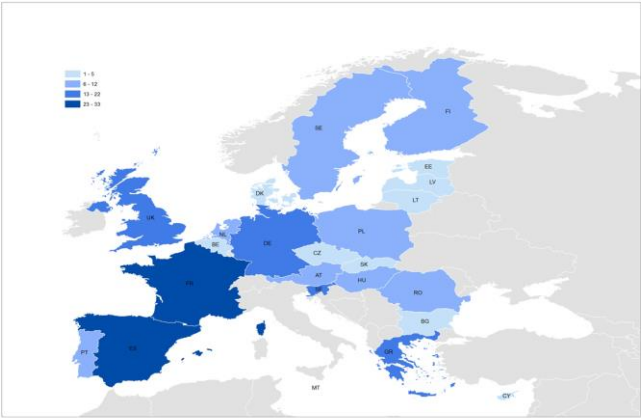 1 - 5
6 - 12
13 - 22
23 - 33
FI
SE
EE
LV
DK
LT
UK
NL
DE
PL
BE
CZ
SK
FR
AT
HU
SI
RO
BG
ES
PT
GR
MT
CY